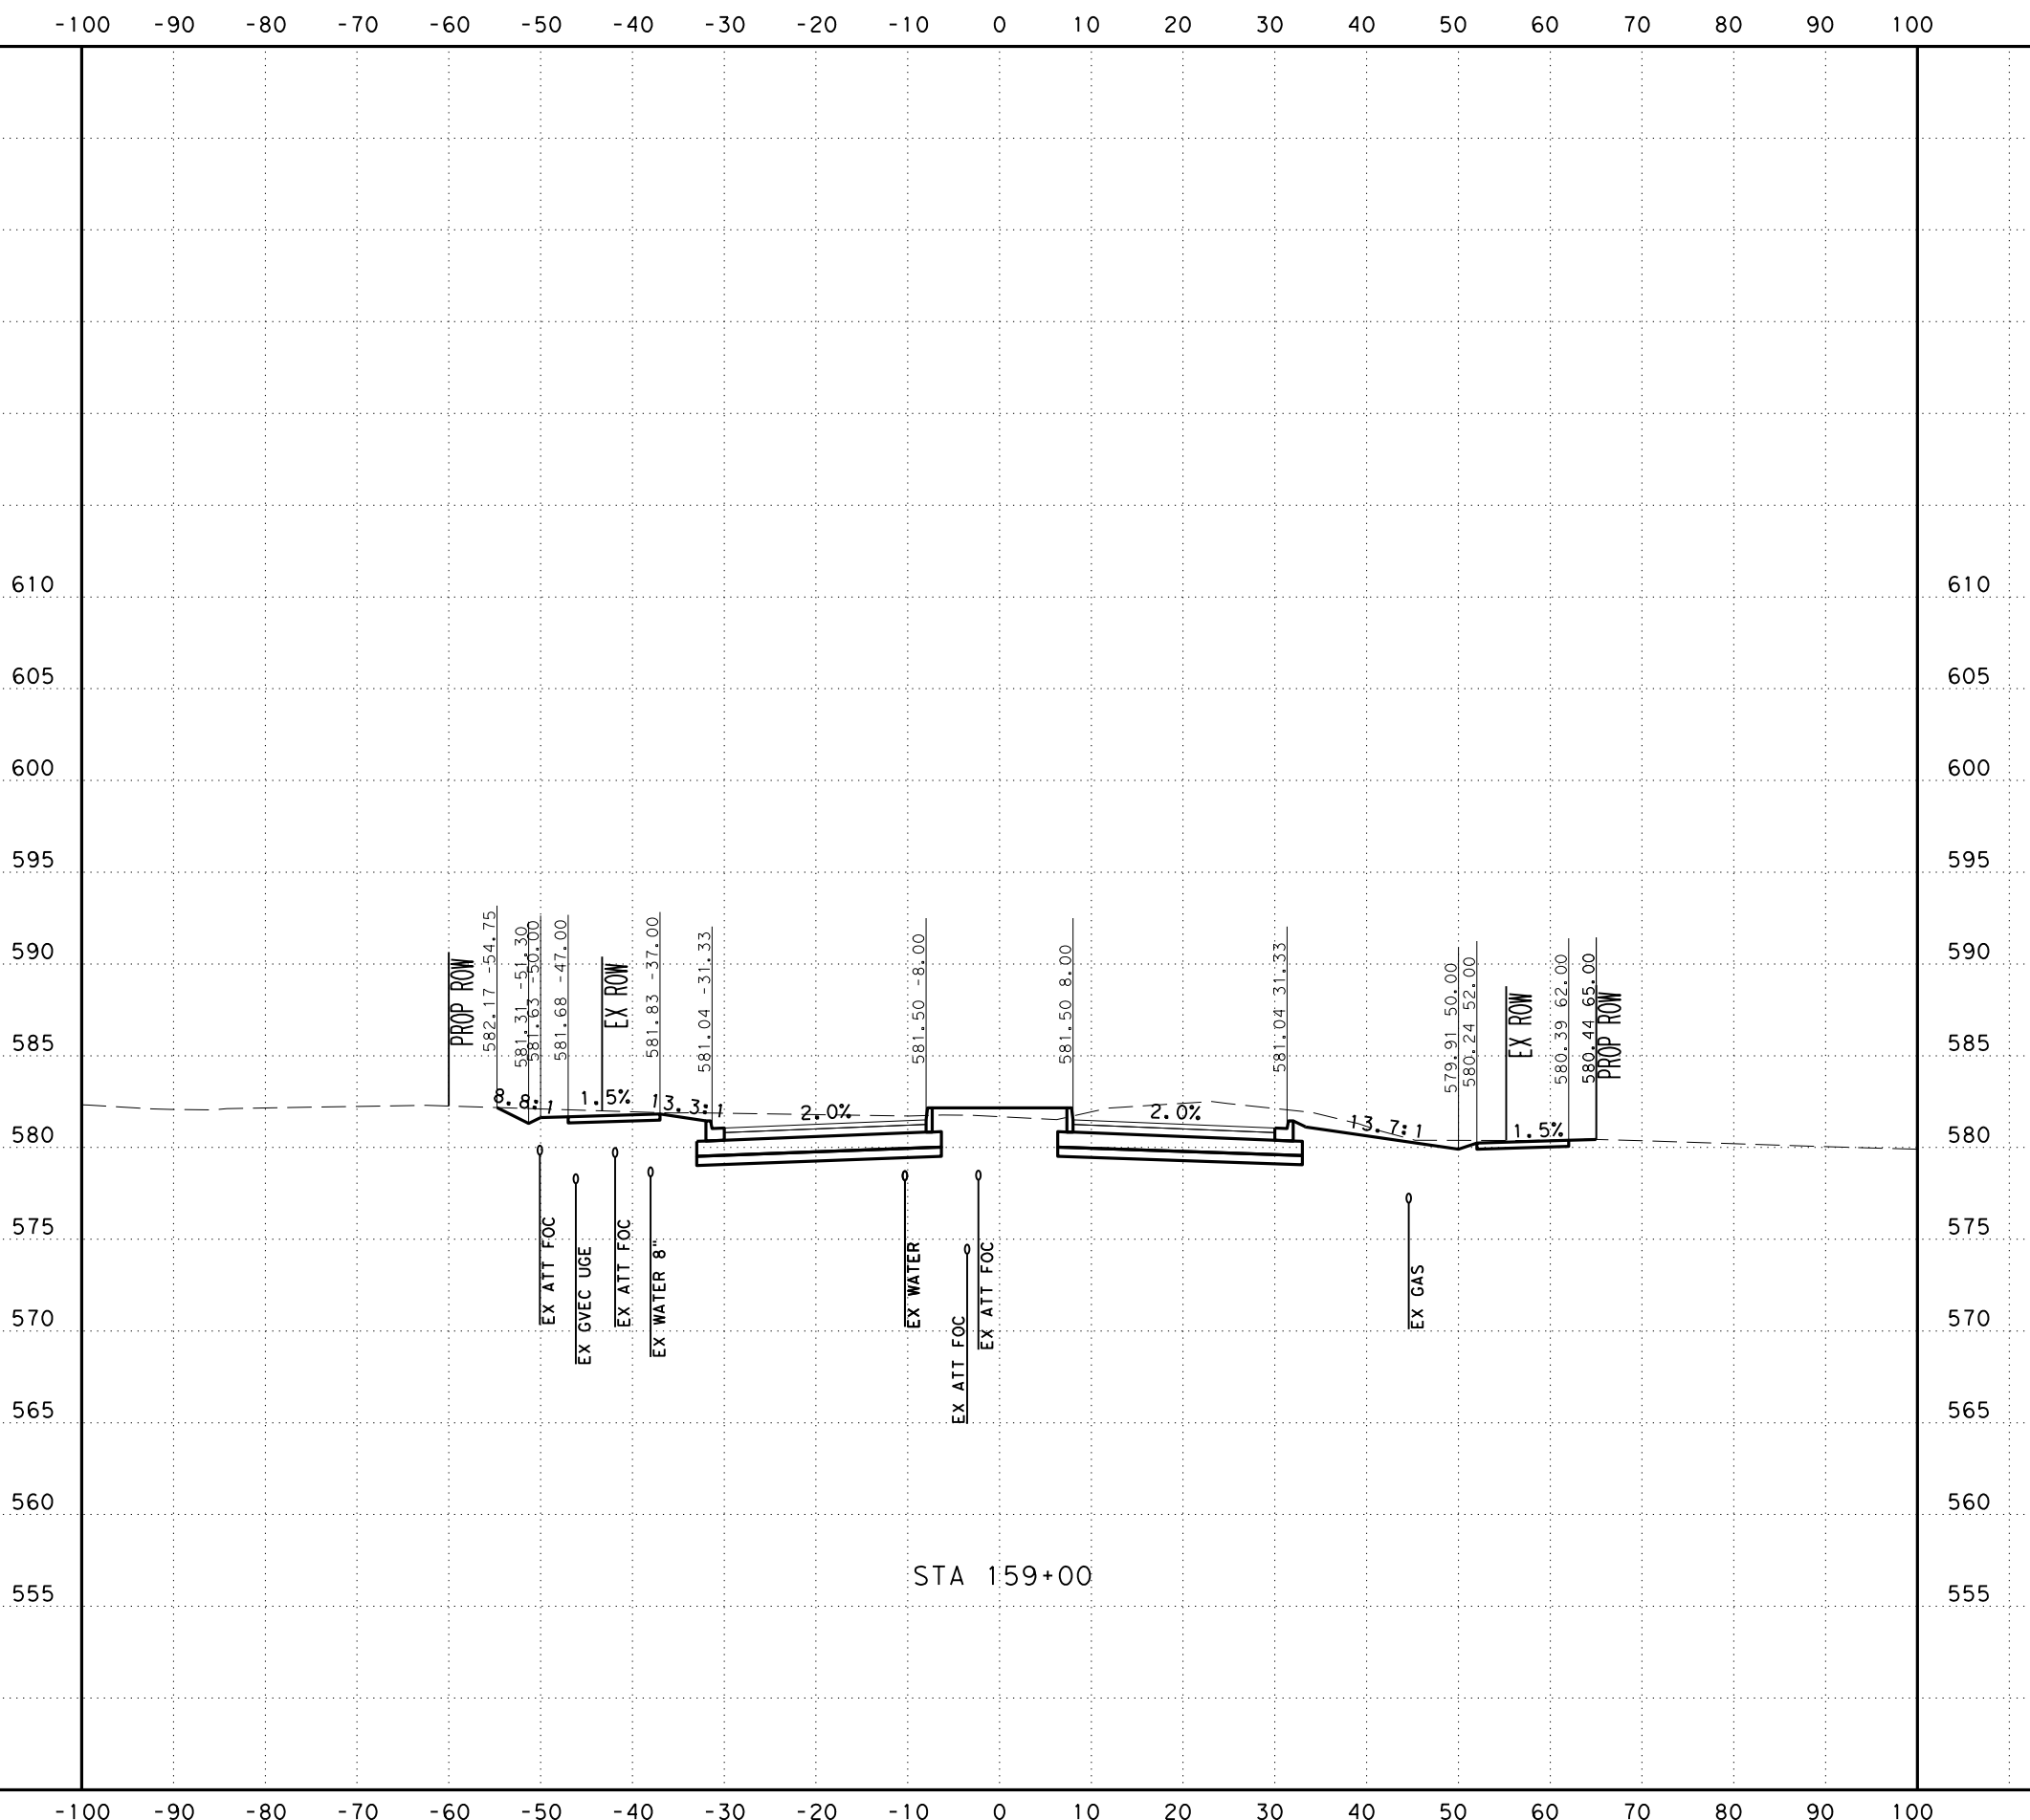 -100 -90 -80 -70 -60 -50 -40 -30 -20 -10 0 10 20 30 40 50 60 70 80 90 100
610 610
605 605
600 600
595 595
590 590
585 585
580 580
575 575
570 570
565 565
560 560
555 555
PROP ROW
582.17 -54.75
581.31 -51.30
581.63 -50.00
581.68 -47.00
EX ROW
581.83 -37.00
581.04 -31.33
581.50 -8.00
581.50 8.00
581.04 31.33
579.91 50.00
580.24 52.00
EX ROW
580.39 62.00
580.44 65.00
PROP ROW
8.8:1
1.5%
13.3:1
2.0%
2.0%
13.7:1
1.5%
EX ATT FOC
EX GVEC UGE
EX ATT FOC
EX WATER 8"
EX WATER
EX ATT FOC
EX ATT FOC
EX GAS
STA 159+00
-100 -90 -80 -70 -60 -50 -40 -30 -20 -10 0 10 20 30 40 50 60 70 80 90 100